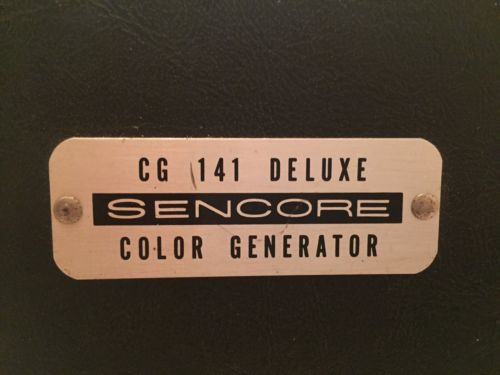 CG 141 DELUXE
SENCORE
COLOR GENERATOR